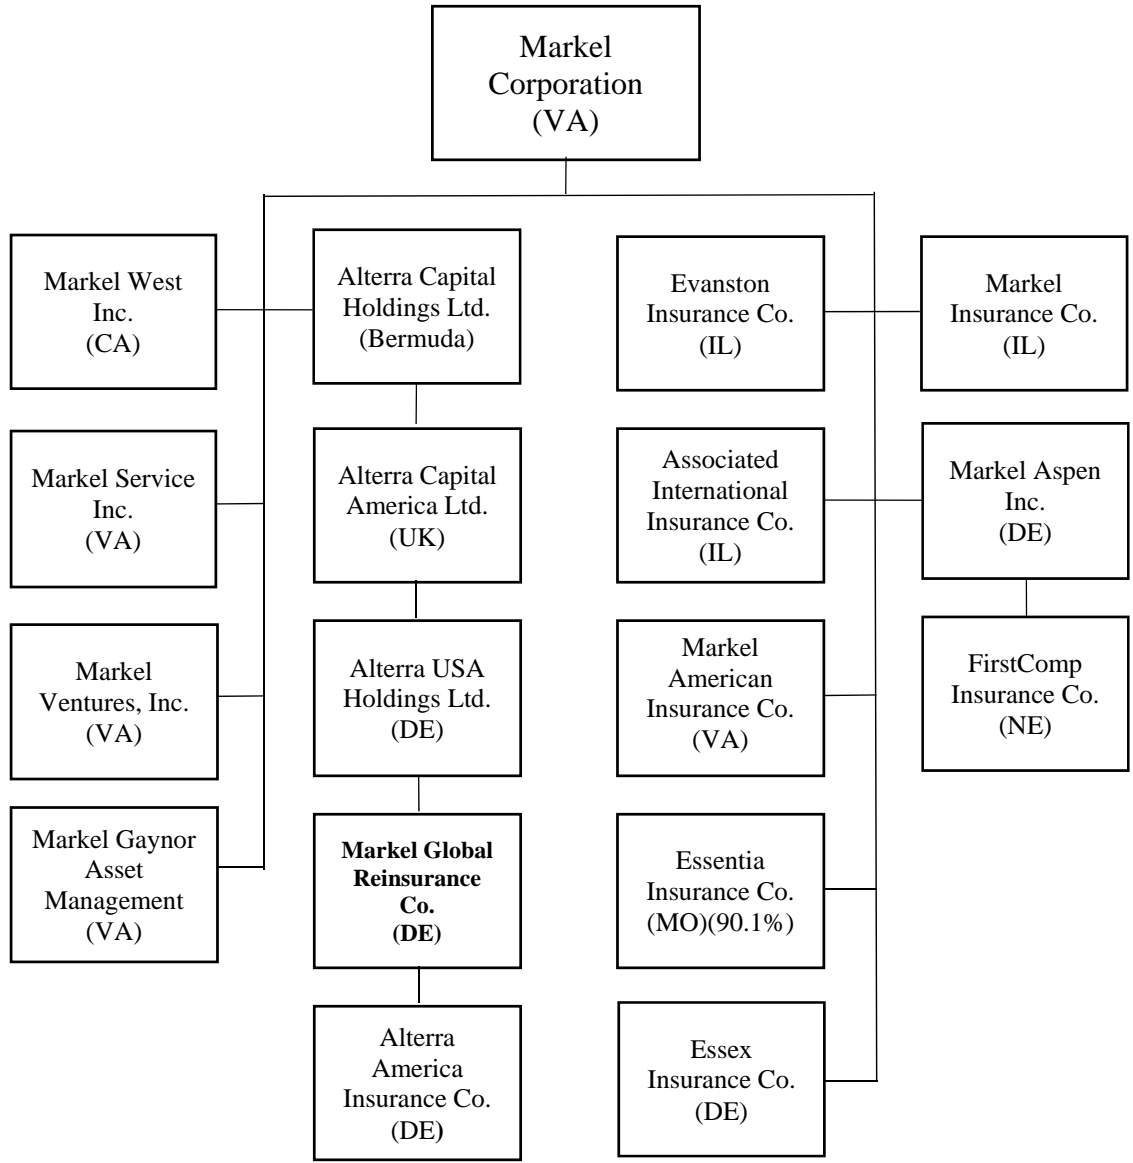 Markel
Corporation
(VA)
Markel West
Inc.
(CA)
Alterra Capital
Holdings Ltd.
(Bermuda)
Evanston
Insurance Co.
(IL)
Markel
Insurance Co.
(IL)
Markel Service
Inc.
(VA)
Alterra Capital
America Ltd.
(UK)
Associated
International
Insurance Co.
(IL)
Markel Aspen
Inc.
(DE)
Markel
Ventures, Inc.
(VA)
Alterra USA
Holdings Ltd.
(DE)
Markel
American
Insurance Co.
(VA)
FirstComp
Insurance Co.
(NE)
Markel Gaynor
Asset
Management
(VA)
Markel Global
Reinsurance
Co.
(DE)
Essentia
Insurance Co.
(MO)(90.1%)
Alterra
America
Insurance Co.
(DE)
Essex
Insurance Co.
(DE)